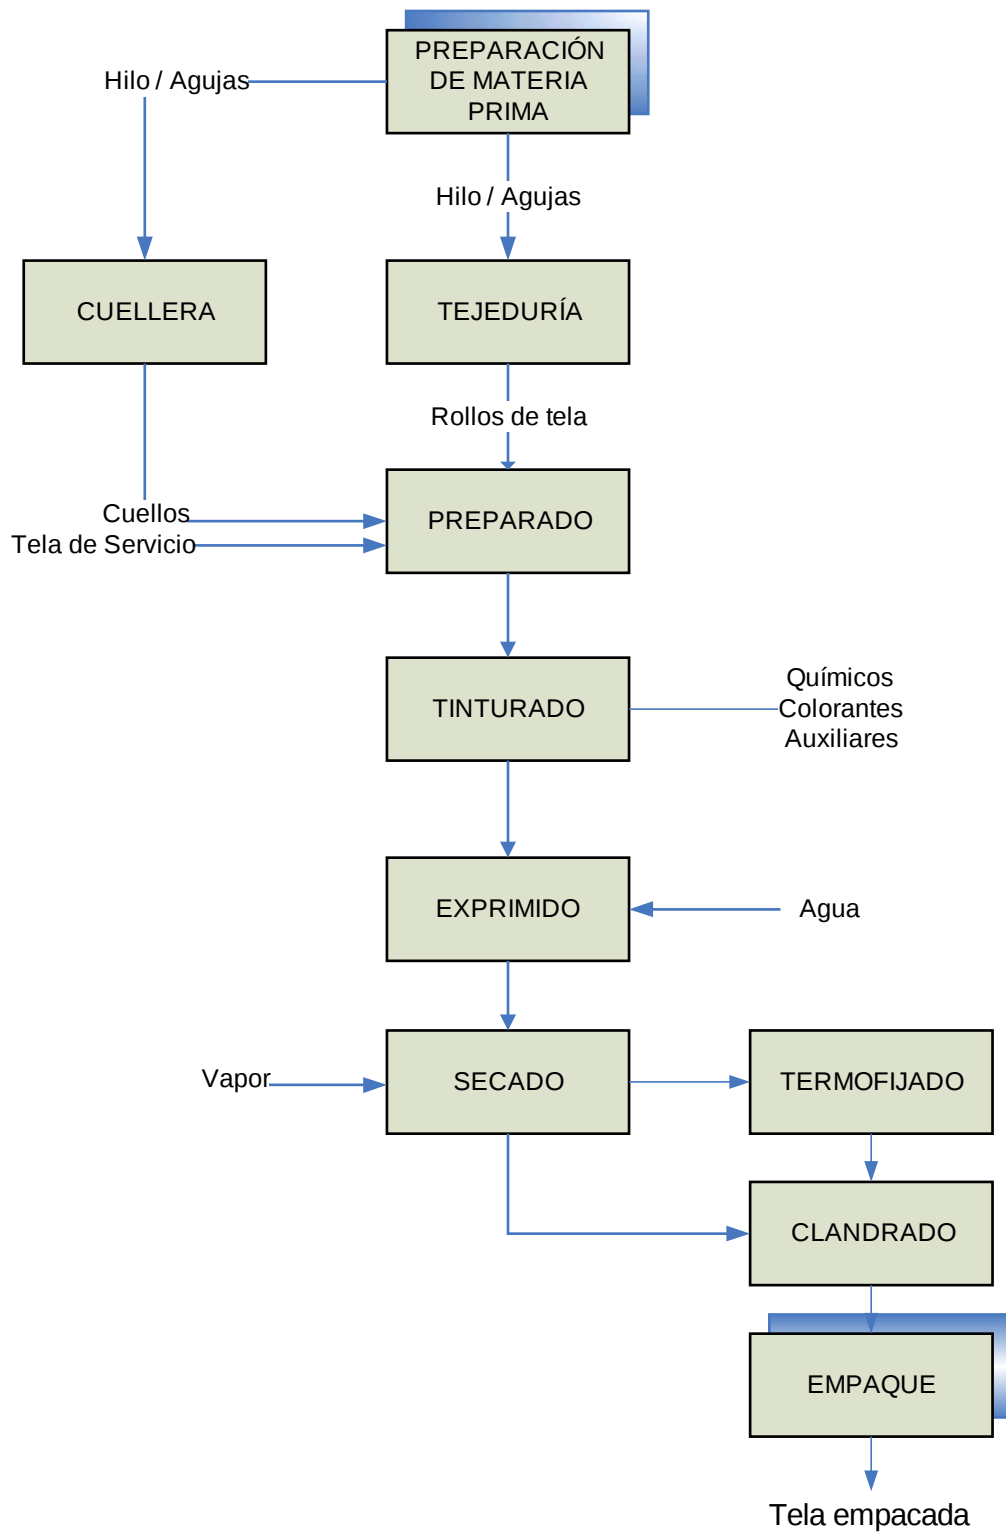 PREPARACIÓN
DE MATERIA
PRIMA
Hilo / Agujas
Hilo / Agujas
CUELLERA
TEJEDURÍA
Rollos de tela
Cuellos
Tela de Servicio
PREPARADO
TINTURADO
Químicos
Colorantes
Auxiliares
EXPRIMIDO
Agua
Vapor
SECADO
TERMOFIJADO
CLANDRADO
EMPAQUE
Tela empacada